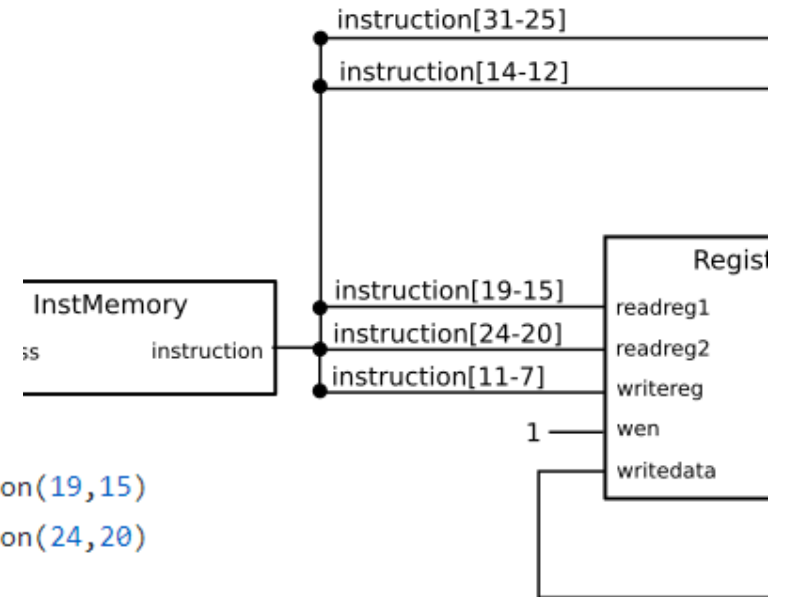 instruction[31-25]
instruction[14-12]
Regist
instruction[19-15]
InstMemory
readreg1
instruction[24-20]
ss instruction
readreg2
instruction[11-7]
writereg
1
wen
writedata
on(19,15)
on(24,20)